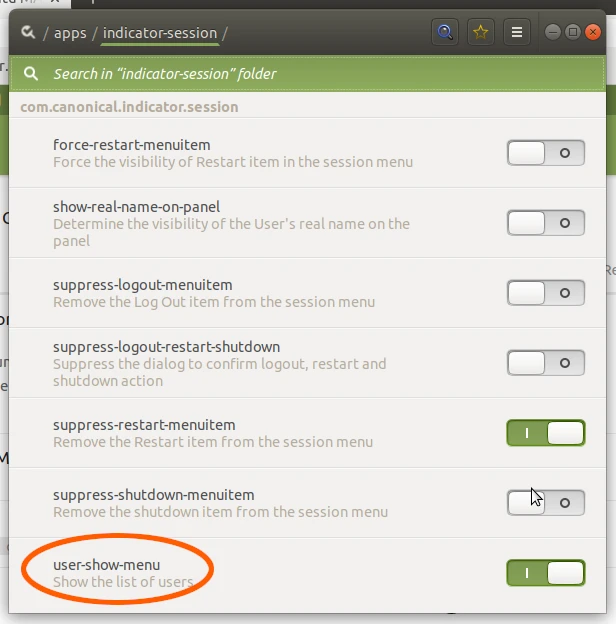 / apps / indicator-session /
Search in “indicator-session” folder
com.canonical.indicator.session
force-restart-menuitem
Force the visibility of Restart item in the session menu
show-real-name-on-panel
Determine the visibility of the User's real name on the
panel
suppress-logout-menuitem
Remove the Log Out item from the session menu
suppress-logout-restart-shutdown
Suppress the dialog to confirm logout, restart and
shutdown action
suppress-restart-menuitem
Remove the Restart item from the session menu
suppress-shutdown-menuitem
Remove the shutdown item from the session menu
user-show-menu
Show the list of users